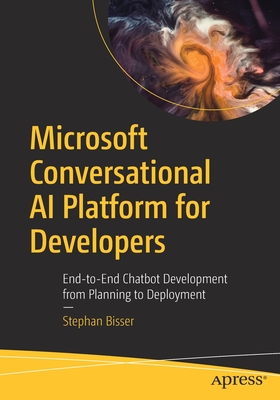 Microsoft
Conversational
AI Platform for
Developers
End-to-End Chatbot Development
from Planning to Deployment
—
Stephan Bisser
Apress®